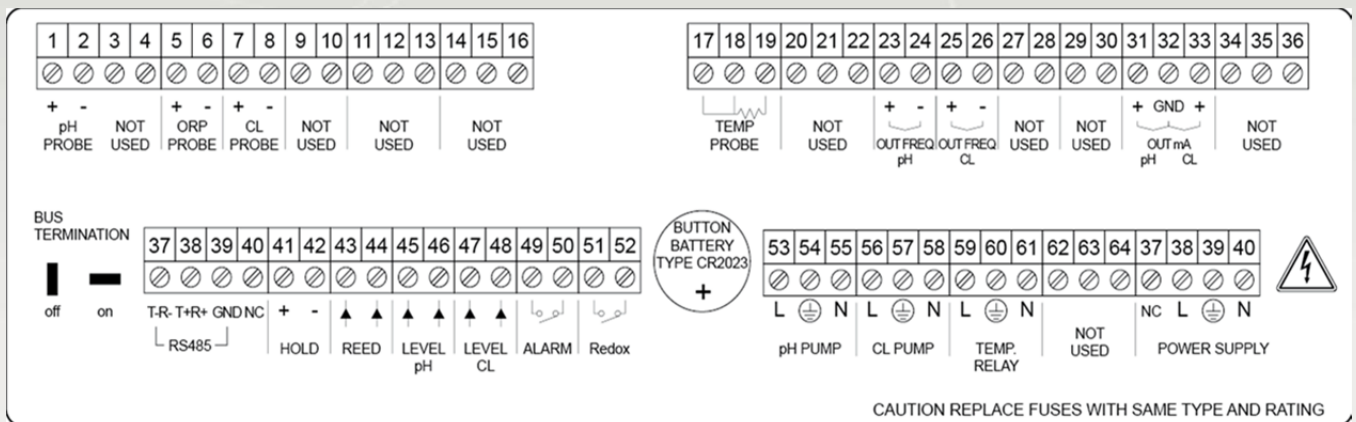 1 2 3 4 5 6 7 8 9 10 11 12 13 14 15 16
+ - + - + -
pH PROBE
NOT USED
ORP PROBE
CL PROBE
NOT USED
NOT USED
NOT USED
17 18 19 20 21 22 23 24 25 26 27 28 29 30 31 32 33 34 35 36
+ - + - + GND +
TEMP PROBE
NOT USED
OUT FREQ pH
OUT FREQ CL
NOT USED
NOT USED
OUT mA
pH CL
NOT USED
BUS
TERMINATION
off on
37 38 39 40 41 42 43 44 45 46 47 48 49 50 51 52
T-R- T+R+ GND NC + -
RS485
HOLD
REED
LEVEL pH
LEVEL CL
ALARM
Redox
BUTTON
BATTERY
TYPE CR2023
+
53 54 55 56 57 58 59 60 61 62 63 64 37 38 39 40
L N L N L N NC L N
pH PUMP
CL PUMP
TEMP. RELAY
NOT USED
POWER SUPPLY
CAUTION REPLACE FUSES WITH SAME TYPE AND RATING